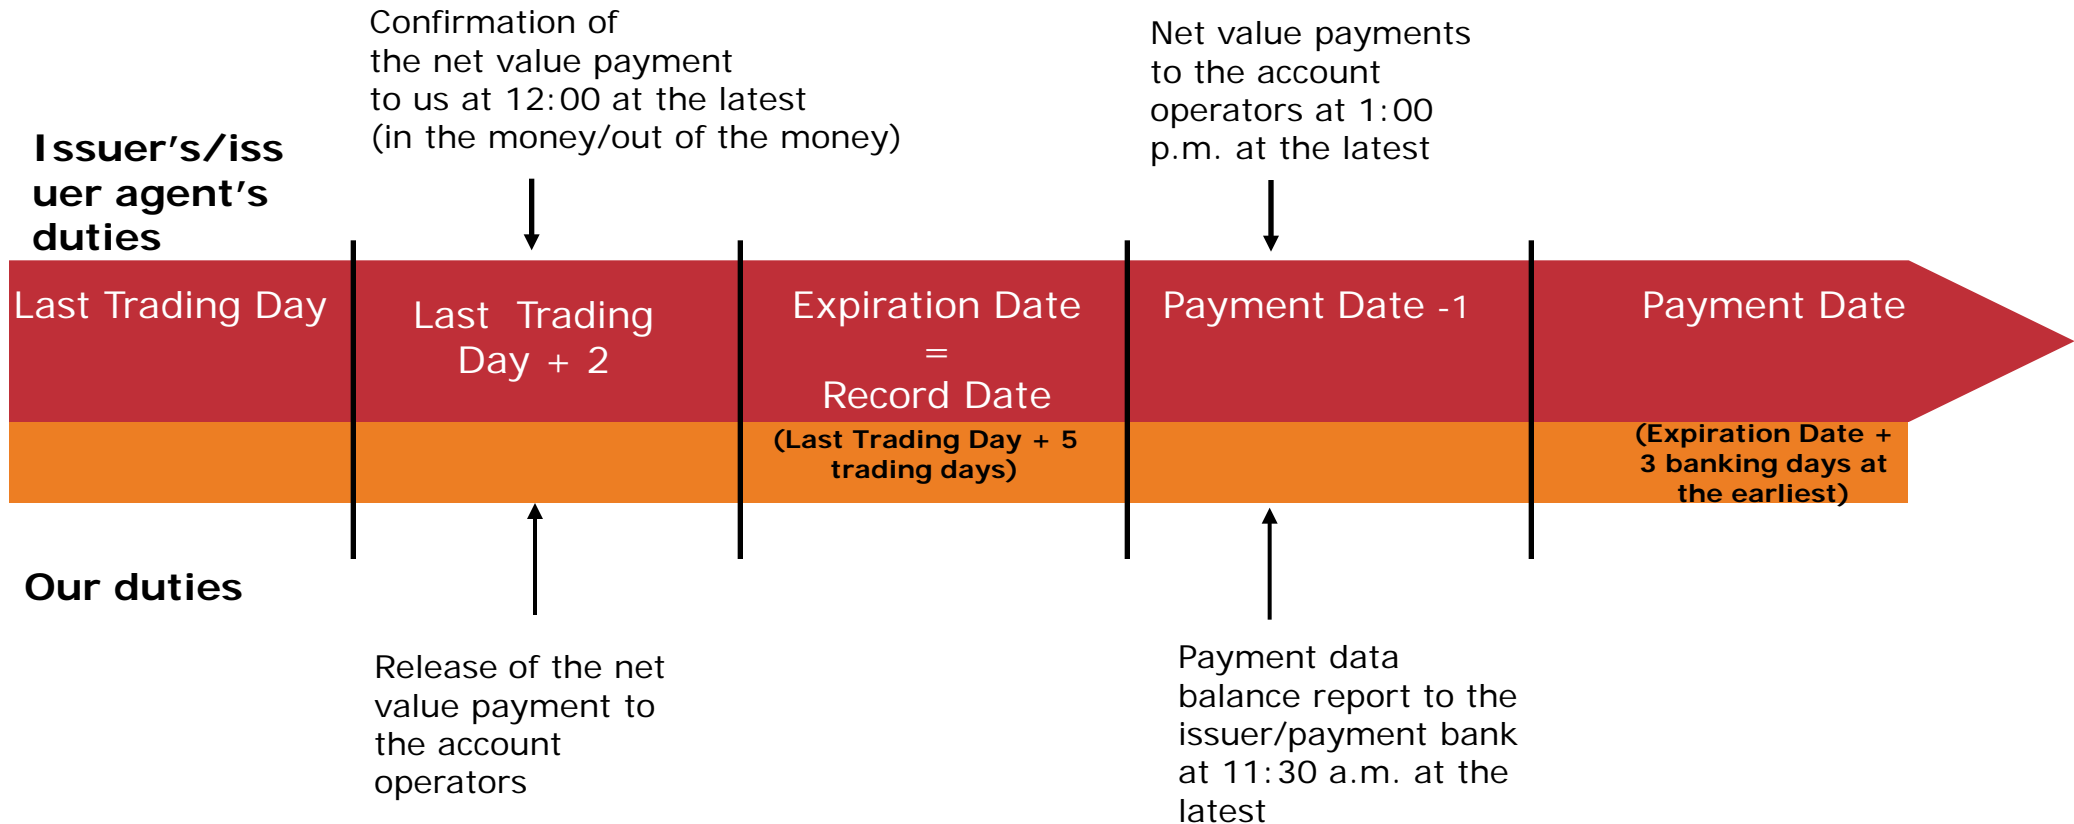 Confirmation of
the net value payment
to us at 12:00 at the latest
(in the money/out of the money)
Net value payments
to the account
operators at 1:00
p.m. at the latest
Issuer's/iss
uer agent's
duties
Last Trading Day
Last Trading
Day + 2
Expiration Date
=
Record Date
(Last Trading Day + 5
trading days)
Payment Date -1
Payment Date
(Expiration Date +
3 banking days at
the earliest)
Our duties
Release of the net
value payment to
the account
operators
Payment data
balance report to the
issuer/payment bank
at 11:30 a.m. at the
latest